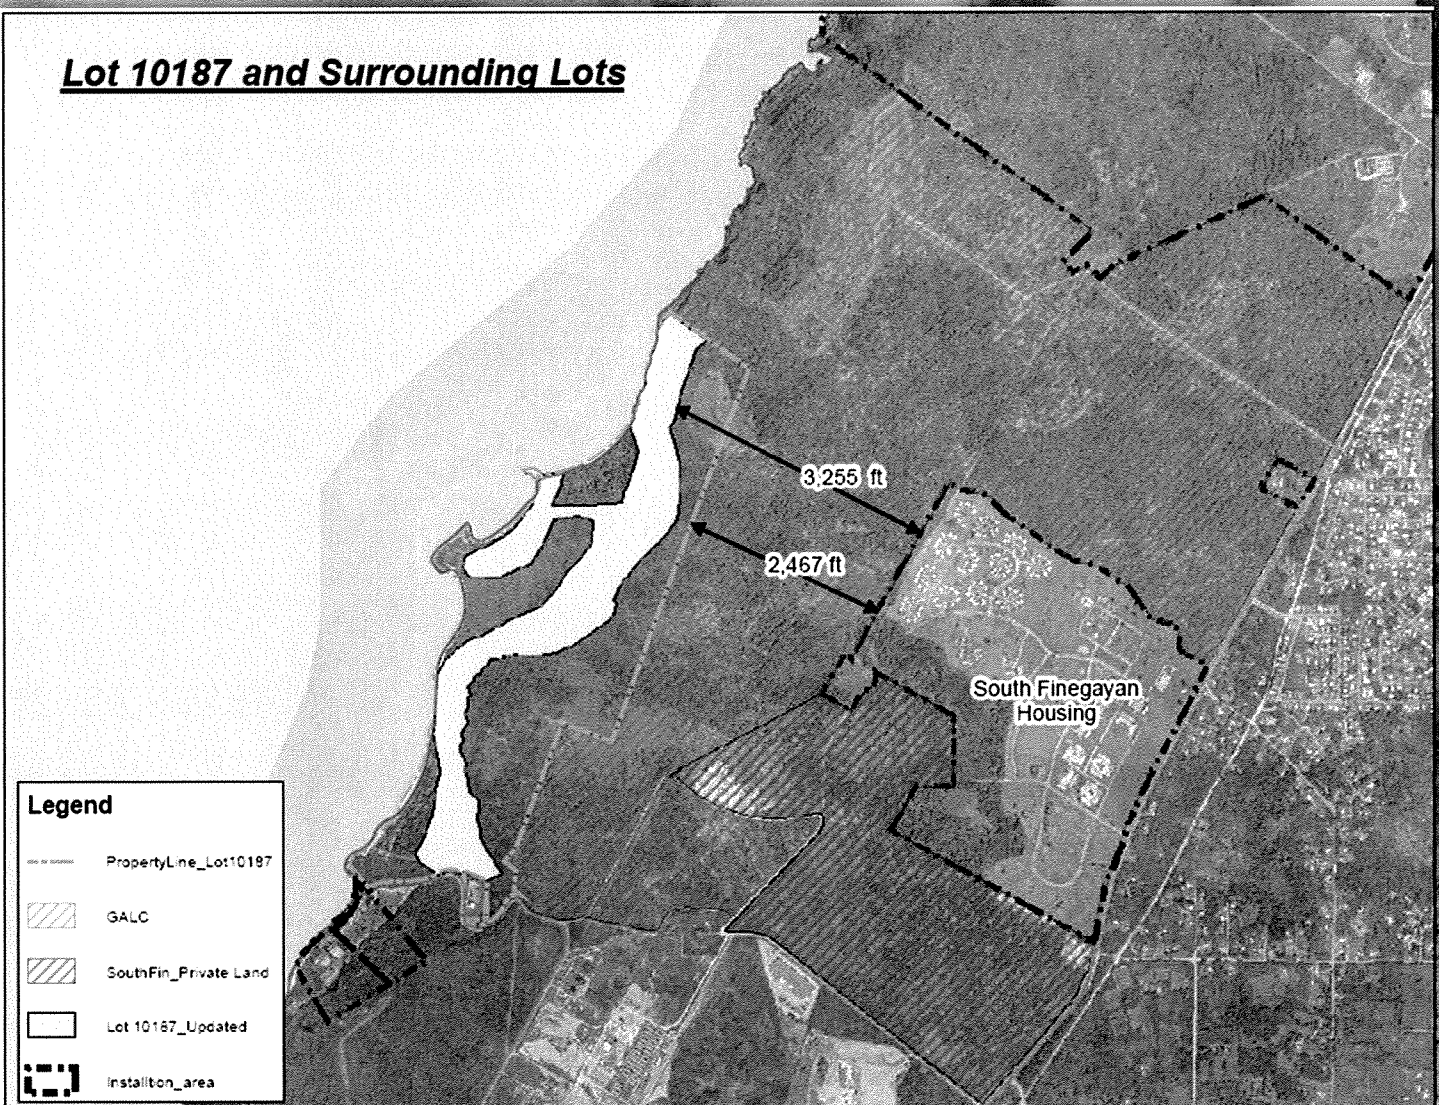 Lot 10187 and Surrounding Lots
3,255 ft
2,467 ft
South Finegayan
Housing
Legend
PropertyLine_Lot10187
GALC
SouthFin_Private Land
Lot 10187_Updated
Installtion_area